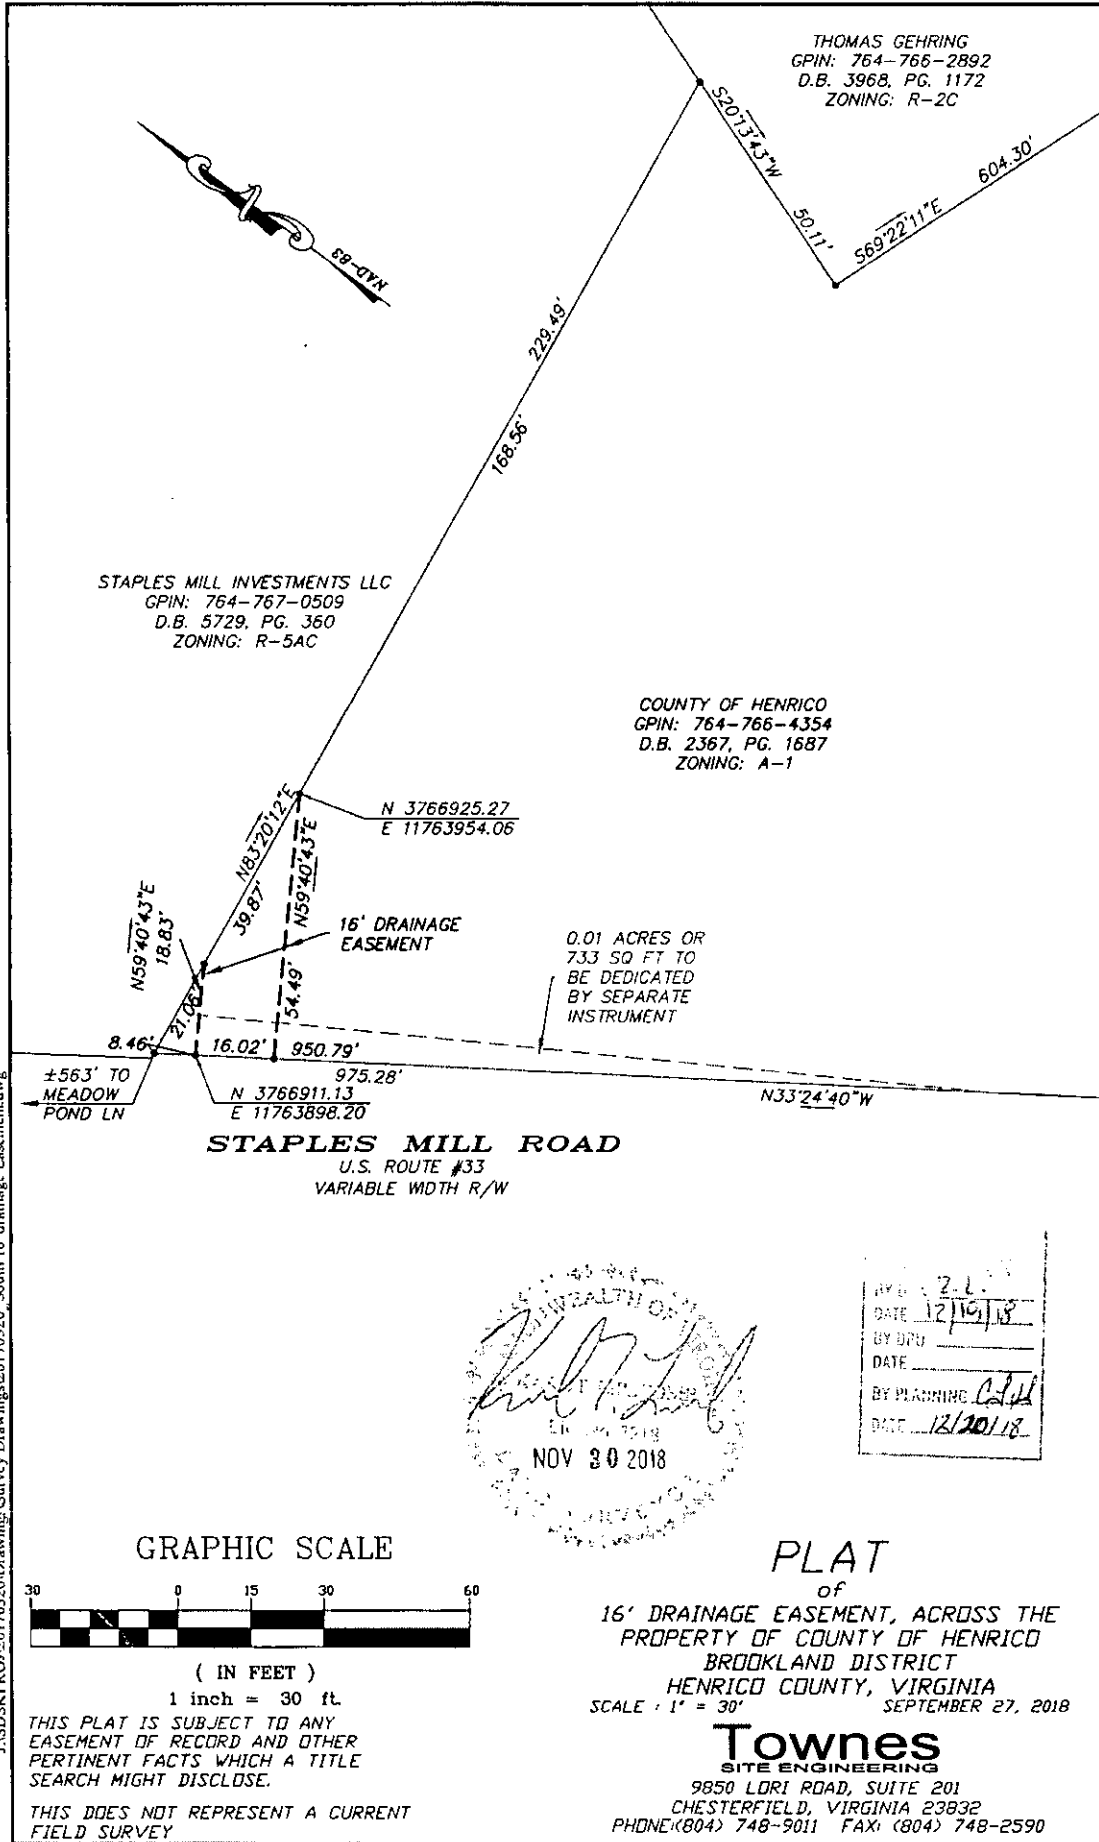 THOMAS GEHRING
GPIN: 764-766-2892
D.B. 3968, PG. 1172
ZONING: R-2C
S20°13'43"W
50.11'
604.30'
S69°22'11"E
NAD-83
229.49'
168.56'
STAPLES MILL INVESTMENTS LLC
GPIN: 764-767-0509
D.B. 5729, PG. 360
ZONING: R-5AC
COUNTY OF HENRICO
GPIN: 764-766-4354
D.B. 2367, PG. 1687
ZONING: A-1
N 3766925.27
E 11763954.06
N83°20'12"E
39.87'
N59°40'43"E
54.49'
N59°40'43"E
18.83'
21.06'
16' DRAINAGE
EASEMENT
0.01 ACRES OR
733 SQ FT TO
BE DEDICATED
BY SEPARATE
INSTRUMENT
8.46'
16.02'
950.79'
975.28'
N33°24'40"W
±563' TO
MEADOW
POND LN
N 3766911.13
E 11763898.20
STAPLES MILL ROAD
U.S. ROUTE #33
VARIABLE WIDTH R/W
NOV 30 2018
DATE 12/19/18
BY DPU
DATE
BY PLANNING
DATE 12/20/18
GRAPHIC SCALE
30 0 15 30 60
( IN FEET )
1 inch = 30 ft.
THIS PLAT IS SUBJECT TO ANY
EASEMENT OF RECORD AND OTHER
PERTINENT FACTS WHICH A TITLE
SEARCH MIGHT DISCLOSE.
THIS DOES NOT REPRESENT A CURRENT
FIELD SURVEY
PLAT
of
16' DRAINAGE EASEMENT, ACROSS THE
PROPERTY OF COUNTY OF HENRICO
BROOKLAND DISTRICT
HENRICO COUNTY, VIRGINIA
SCALE : 1" = 30' SEPTEMBER 27, 2018
Townes
SITE ENGINEERING
9850 LORI ROAD, SUITE 201
CHESTERFIELD, VIRGINIA 23832
PHONE:(804) 748-9011 FAX: (804) 748-2590